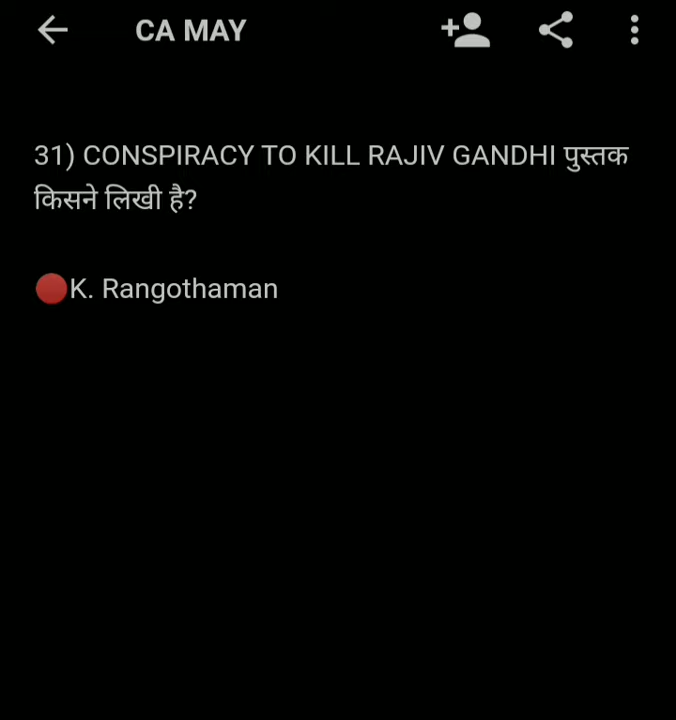 CA MAY
31) CONSPIRACY TO KILL RAJIV GANDHI पुस्तक
किसने लिखी है?
🔴K. Rangothaman